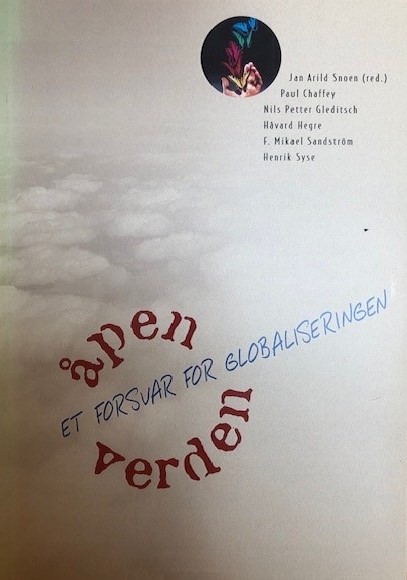 Jan Arild Snoen (red.)
Paul Chaffey
Nils Petter Gleditsch
Håvard Hegre
F. Mikael Sandström
Henrik Syse
åpen
ET FORSVAR FOR GLOBALISERINGEN
verden